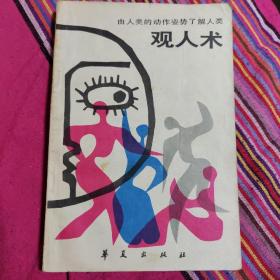 由人类的动作姿势了解人类
观人术
华夏出版社